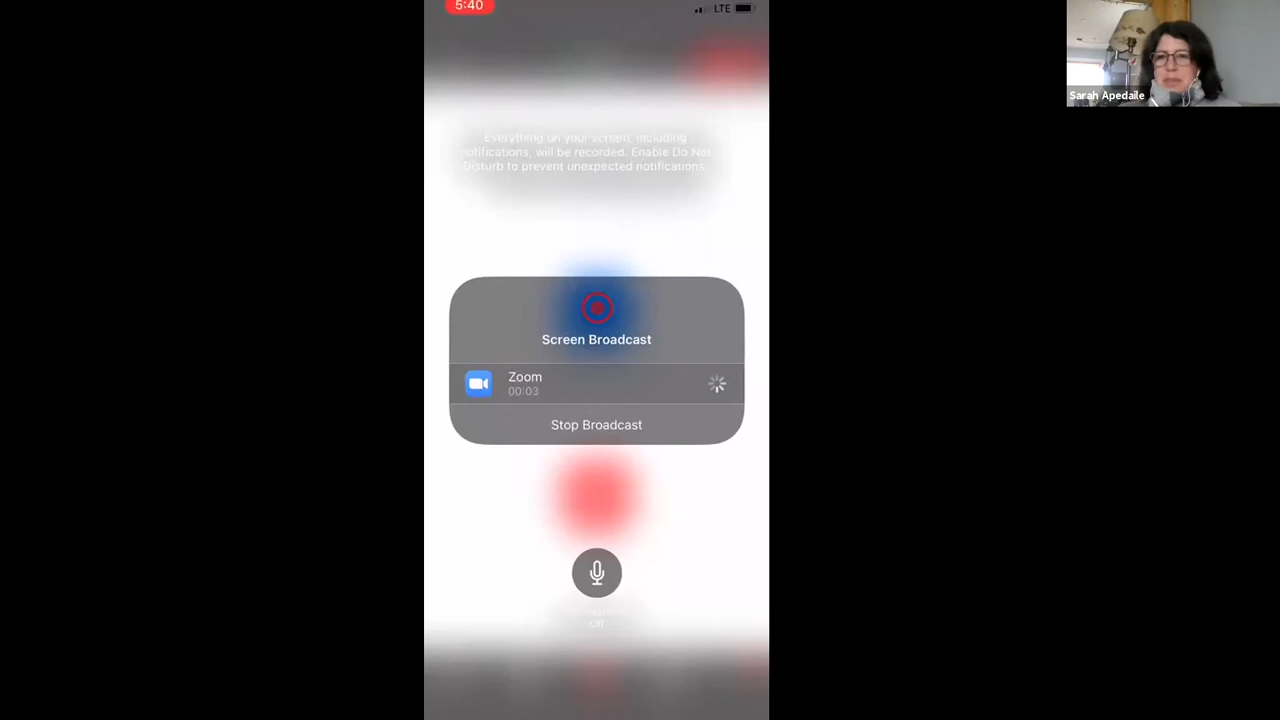 5:40
LTE
Sarah Apedaile
Everything on your screen, including
notifications, will be recorded. Enable Do Not
Disturb to prevent unexpected notifications.
Screen Broadcast
Zoom
00:03
Stop Broadcast
Off